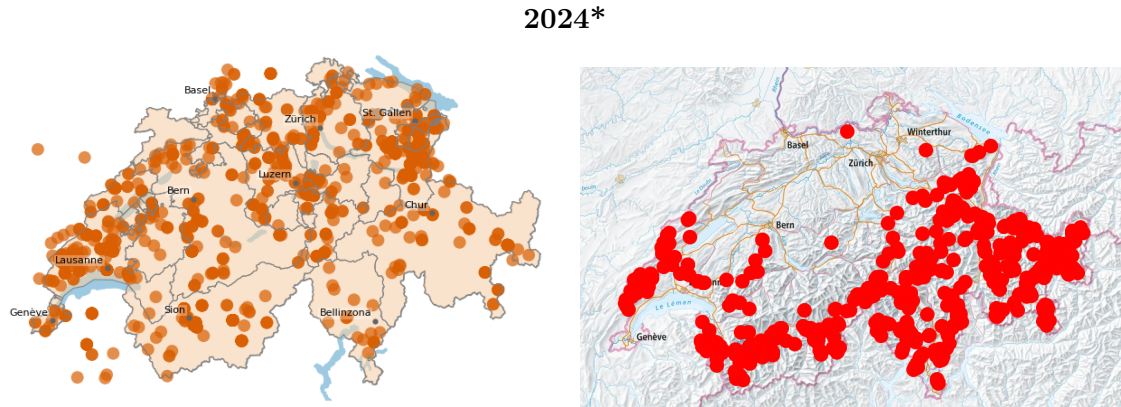 2024*
Basel
Zürich
St. Gallen
Luzern
Bern
Chur
Lausanne
Genève
Sion
Bellinzona
Bodensee
Winterthur
Basel
Zürich
Bern
Le Léman
Genève